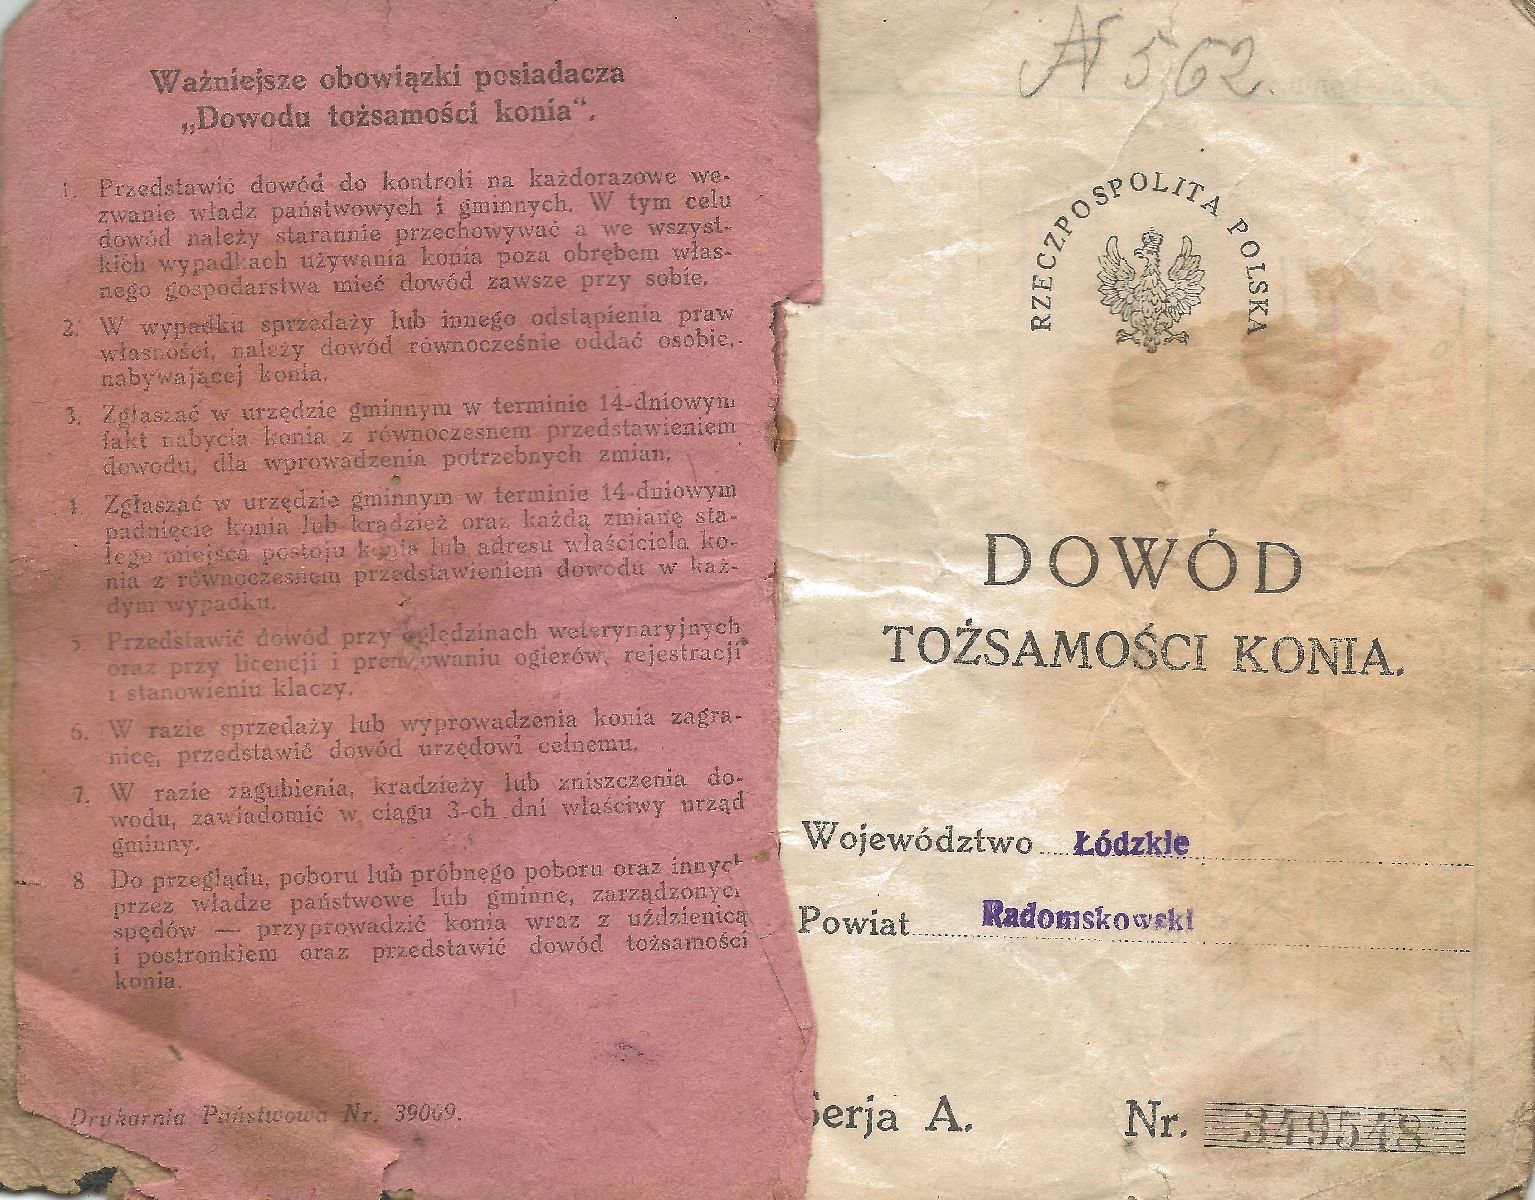 Ważniejsze obowiązki posiadacza
„Dowodu tożsamości konia“.
1. Przedstawić dowód do kontroli na każdorazowe we-
zwanie władz państwowych i gminnych. W tym celu
dowód należy starannie przechowywać a we wszyst-
kich wypadkach używania konia poza obrębem włas-
nego gospodarstwa mieć dowód zawsze przy sobie.
2. W wypadku sprzedaży lub innego odstąpienia praw
własności, należy dowód równocześnie oddać osobie,
nabywającej konia.
3. Zgłaszać w urzędzie gminnym w terminie 14-dniowym
fakt nabycia konia z równoczesnem przedstawieniem
dowodu, dla wprowadzenia potrzebnych zmian.
4. Zgłaszać w urzędzie gminnym w terminie 14-dniowym
padnięcie konia lub kradzież oraz każdą zmianę sta-
łego miejsca postoju konia lub adresu właściciela ko-
nia z równoczesnem przedstawieniem dowodu w każ-
dym wypadku.
5. Przedstawić dowód przy oględzinach weterynaryjnych
oraz przy licencji i premjowaniu ogierów, rejestracji
i stanowieniu klaczy.
6. W razie sprzedaży lub wyprowadzenia konia zagra-
nicę, przedstawić dowód urzędowi celnemu.
7. W razie zagubienia, kradzieży lub zniszczenia do-
wodu, zawiadomić w ciągu 3-ch dni właściwy urząd
gminny.
8 Do przeglądu, poboru lub próbnego poboru oraz innych
przez władze państwowe lub gminne, zarządzonych
spędów — przyprowadzić konia wraz z uździenicą
i postronkiem oraz przedstawić dowód tożsamości
konia.
Drukarnia Państwowa Nr. 39069.
№ 562.
RZECZPOSPOLITA POLSKA
DOWÓD
TOŻSAMOŚCI KONIA.
Województwo Łódzkie
Powiat Radomskowski
Serja A. Nr. 349548